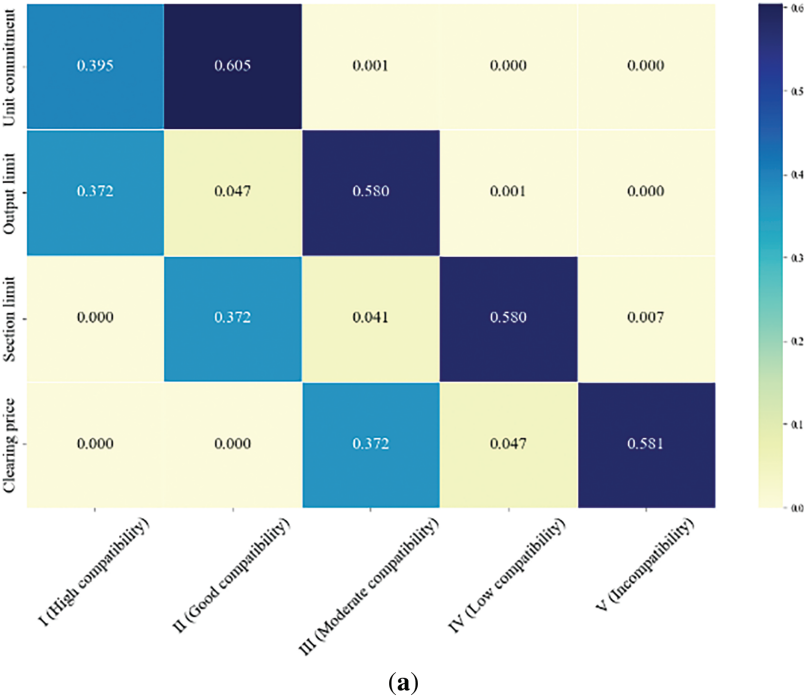 Unit commitment
0.395 0.605 0.001 0.000 0.000
Output limit
0.372 0.047 0.580 0.001 0.000
Section limit
0.000 0.372 0.041 0.580 0.007
Clearing price
0.000 0.000 0.372 0.047 0.581
I (High compatibility)
II (Good compatibility)
III (Moderate compatibility)
IV (Low compatibility)
V (Incompatibility)
0.6
0.5
0.4
0.3
0.2
0.1
0.0
(a)